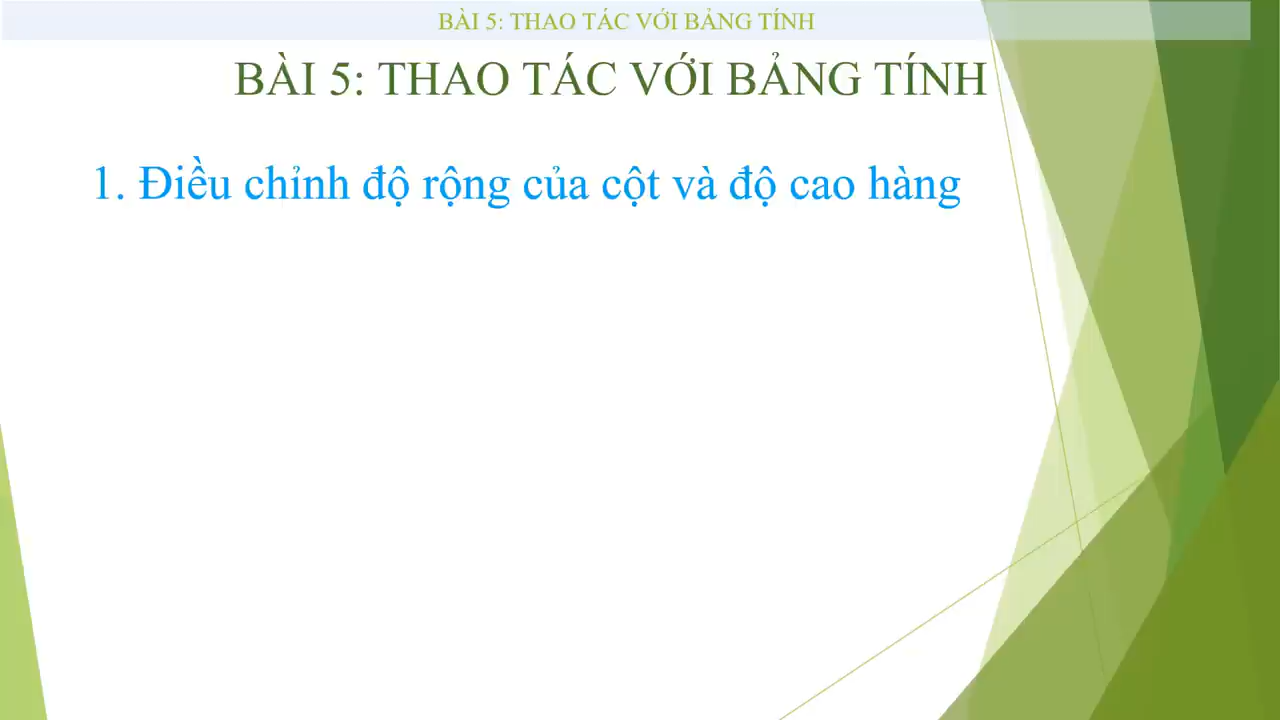 BÀI 5: THAO TÁC VỚI BẢNG TÍNH
BÀI 5: THAO TÁC VỚI BẢNG TÍNH
1. Điều chỉnh độ rộng của cột và độ cao hàng